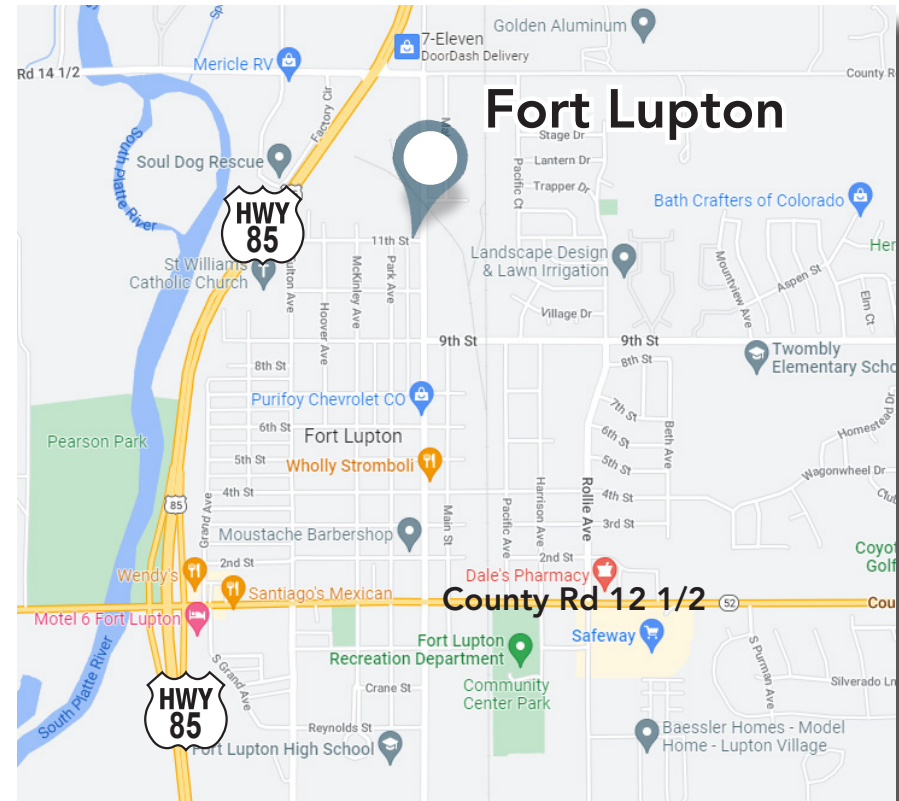 Golden Aluminum
7-Eleven
DoorDash Delivery
Mericle RV
Rd 14 1/2
County R
Factory Cir
Fort Lupton
Stage Dr
Lantern Dr
Trapper Dr
Pacific Ct
South Platte River
Soul Dog Rescue
Bath Crafters of Colorado
HWY
85
11th St
Her
St Williams
Catholic Church
ulton Ave
Hoover Ave
McKinley Ave
Park Ave
Landscape Design
& Lawn Irrigation
Mountview Ave
Aspen St
Elm Ct
Village Dr
9th St
9th St
8th St
8th St
Twombly
Elementary Scho
Purifoy Chevrolet CO
7th St
Homestead Dr
6th St
Fort Lupton
6th St
Beth Ave
Pearson Park
5th St
Wholly Stromboli
5th St
Wagonwheel Dr
4th St
4th St
Club
85
Grand Ave
Main St
Pacific Ave
Harrison Ave
Rollie Ave
3rd St
Moustache Barbershop
2nd St
2nd St
Coyot
Golf
Wendy's
Dale's Pharmacy
Santiago's Mexican
County Rd 12 1/2
52
Cou
Motel 6 Fort Lupton
Fort Lupton
Recreation Department
Safeway
South Platte River
S Grand Ave
Crane St
Community
Center Park
S Purman Ave
Silverado Ln
HWY
85
Reynolds St
Fort Lupton High School
Baessler Homes - Model
Home - Lupton Village